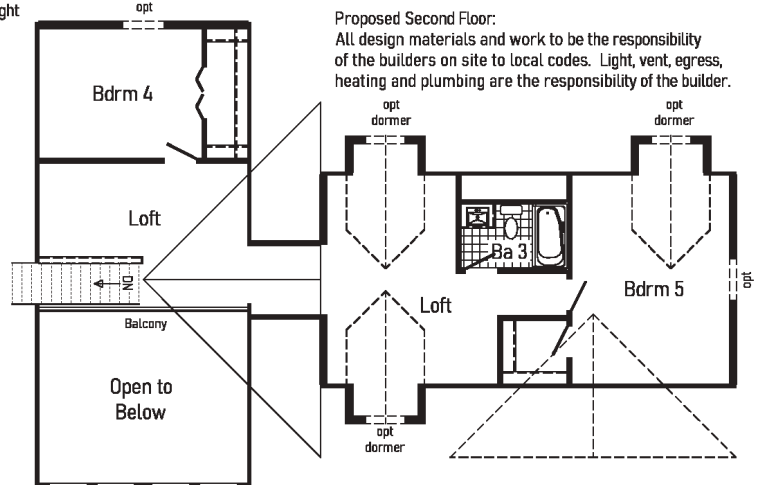 ght
opt
Proposed Second Floor:
All design materials and work to be the responsibility
of the builders on site to local codes. Light, vent, egress,
heating and plumbing are the responsibility of the builder.
Bdrm 4
opt
dormer
opt
dormer
Loft
Ba 3
DN
Loft
Bdrm 5
opt
Balcony
Open to
Below
opt
dormer